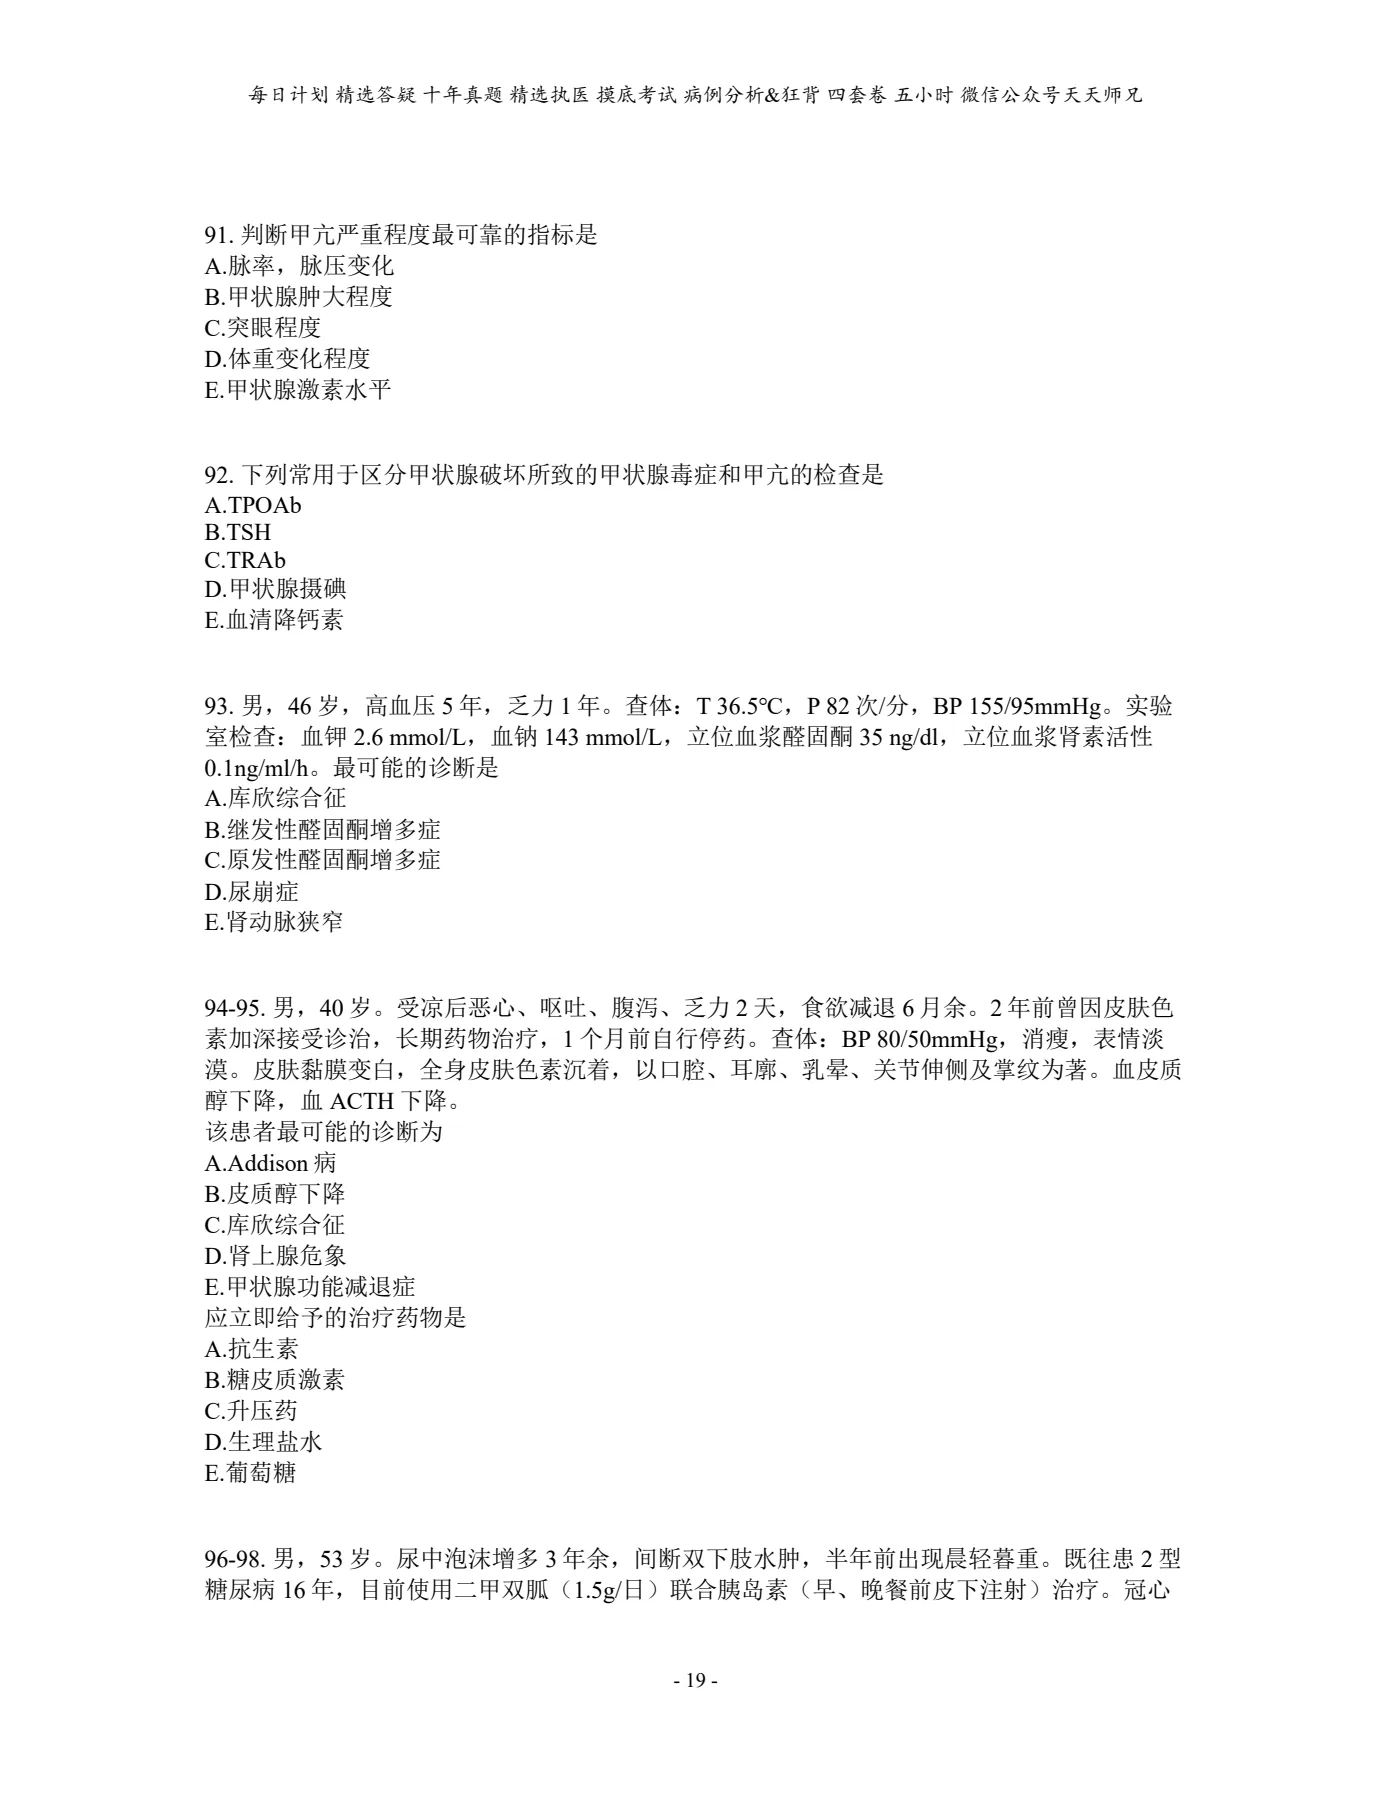 每日计划 精选答疑 十年真题 精选执医 摸底考试 病例分析&狂背 四套卷 五小时 微信公众号天天师兄
91. 判断甲亢严重程度最可靠的指标是
A.脉率，脉压变化
B.甲状腺肿大程度
C.突眼程度
D.体重变化程度
E.甲状腺激素水平
92. 下列常用于区分甲状腺破坏所致的甲状腺毒症和甲亢的检查是
A.TPOAb
B.TSH
C.TRAb
D.甲状腺摄碘
E.血清降钙素
93. 男，46 岁，高血压 5 年，乏力 1 年。查体：T 36.5℃，P 82 次/分，BP 155/95mmHg。实验
室检查：血钾 2.6 mmol/L，血钠 143 mmol/L，立位血浆醛固酮 35 ng/dl，立位血浆肾素活性
0.1ng/ml/h。最可能的诊断是
A.库欣综合征
B.继发性醛固酮增多症
C.原发性醛固酮增多症
D.尿崩症
E.肾动脉狭窄
94-95. 男，40 岁。受凉后恶心、呕吐、腹泻、乏力 2 天，食欲减退 6 月余。2 年前曾因皮肤色
素加深接受诊治，长期药物治疗，1 个月前自行停药。查体：BP 80/50mmHg，消瘦，表情淡
漠。皮肤黏膜变白，全身皮肤色素沉着，以口腔、耳廓、乳晕、关节伸侧及掌纹为著。血皮质
醇下降，血 ACTH 下降。
该患者最可能的诊断为
A.Addison 病
B.皮质醇下降
C.库欣综合征
D.肾上腺危象
E.甲状腺功能减退症
应立即给予的治疗药物是
A.抗生素
B.糖皮质激素
C.升压药
D.生理盐水
E.葡萄糖
96-98. 男，53 岁。尿中泡沫增多 3 年余，间断双下肢水肿，半年前出现晨轻暮重。既往患 2 型
糖尿病 16 年，目前使用二甲双胍（1.5g/日）联合胰岛素（早、晚餐前皮下注射）治疗。冠心
- 19 -